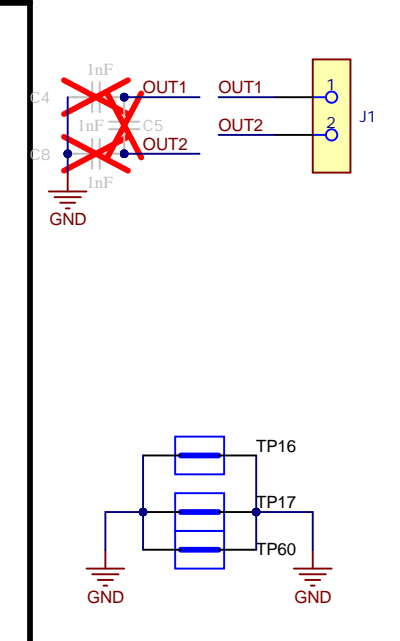 1nF
C4 OUT1 OUT1 1
J1
1nF C5 OUT2 2
C8 OUT2
1nF
GND
TP16
TP17
TP60
GND GND